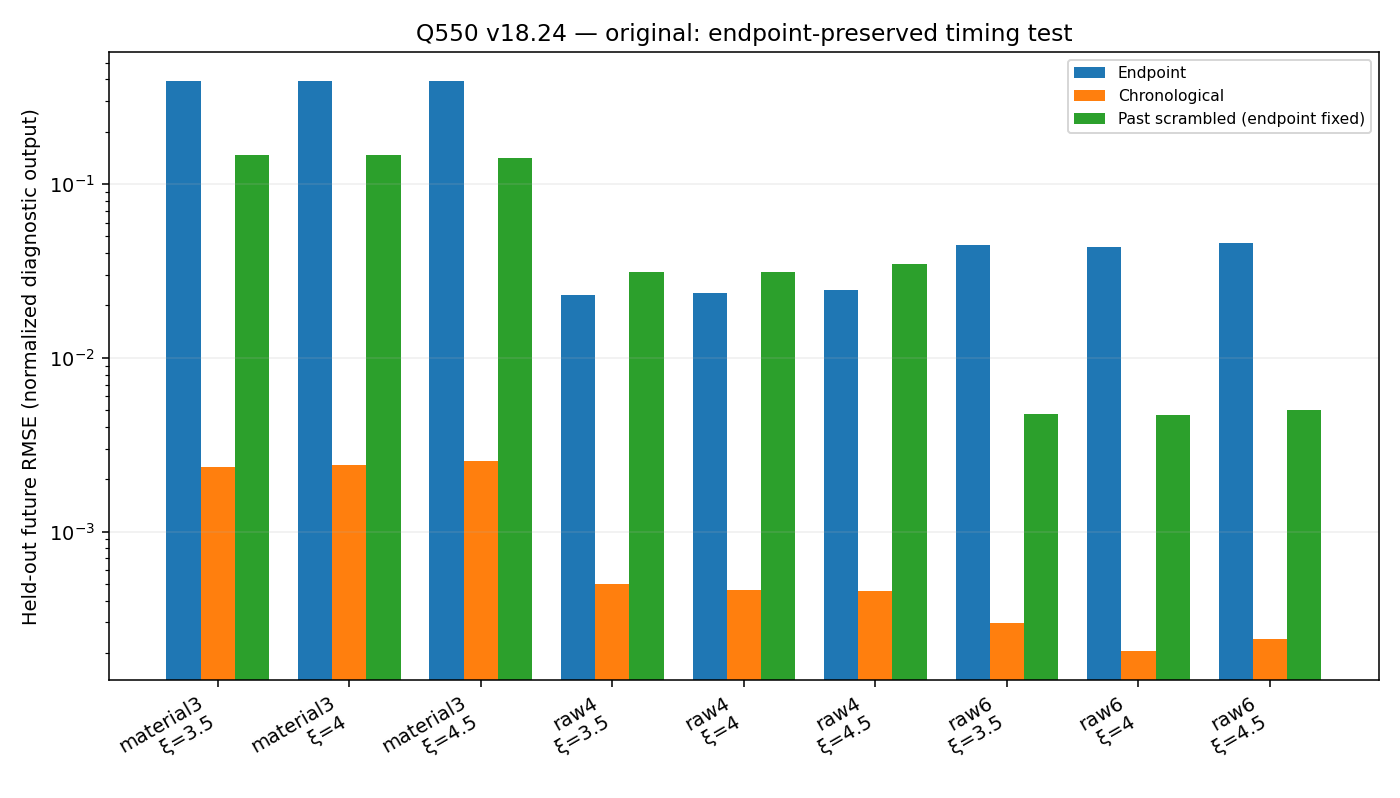 Q550 v18.24 — original: endpoint-preserved timing test
Endpoint
Chronological
Past scrambled (endpoint fixed)
Held-out future RMSE (normalized diagnostic output)
10⁻¹
10⁻²
10⁻³
material3
ξ=3.5
material3
ξ=4
material3
ξ=4.5
raw4
ξ=3.5
raw4
ξ=4
raw4
ξ=4.5
raw6
ξ=3.5
raw6
ξ=4
raw6
ξ=4.5